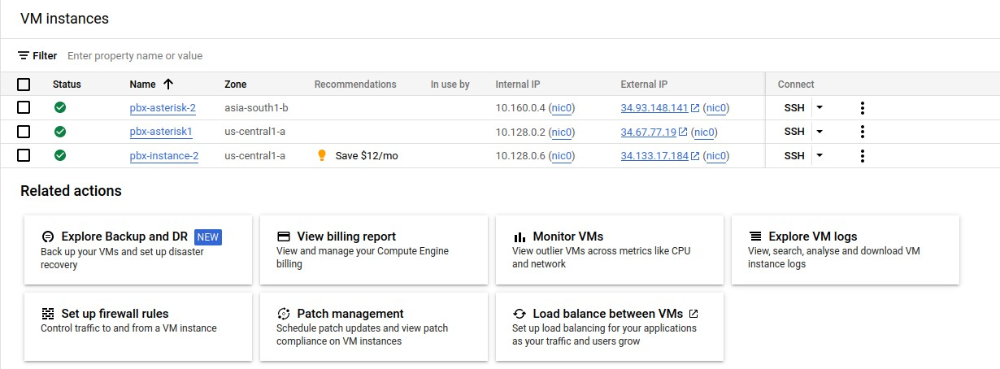 VM instances
Filter Enter property name or value
Status Name Zone Recommendations In use by Internal IP External IP Connect
pbx-asterisk-2 asia-south1-b 10.160.0.4 (nic0) 34.93.148.141 (nic0) SSH
pbx-asterisk1 us-central1-a 10.128.0.2 (nic0) 34.67.77.19 (nic0) SSH
pbx-instance-2 us-central1-a Save $12/mo 10.128.0.6 (nic0) 34.133.17.184 (nic0) SSH
Related actions
Explore Backup and DR NEW
Back up your VMs and set up disaster
recovery
View billing report
View and manage your Compute Engine
billing
Monitor VMs
View outlier VMs across metrics like CPU
and network
Explore VM logs
View, search, analyse and download VM
instance logs
Set up firewall rules
Control traffic to and from a VM instance
Patch management
Schedule patch updates and view patch
compliance on VM instances
Load balance between VMs
Set up load balancing for your applications
as your traffic and users grow